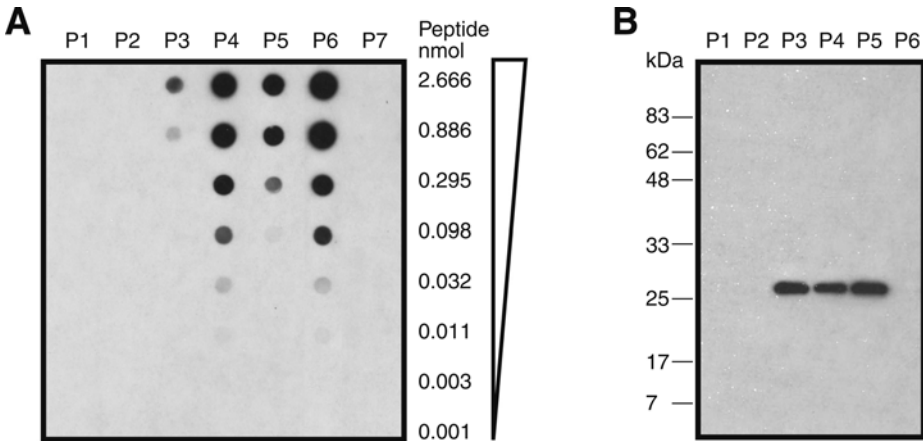 A
P1 P2 P3 P4 P5 P6 P7
Peptide
nmol
2.666
0.886
0.295
0.098
0.032
0.011
0.003
0.001
B
P1 P2 P3 P4 P5 P6
kDa
83
62
48
33
25
17
7